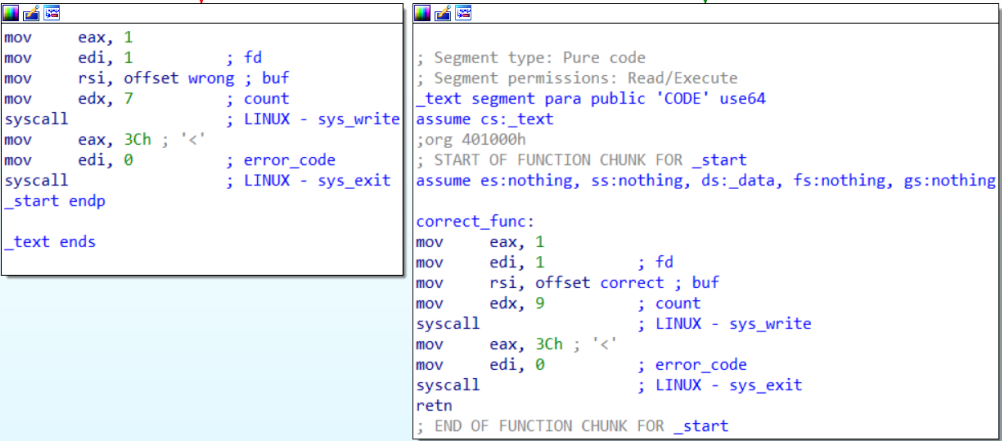 mov eax, 1
mov edi, 1 ; fd
mov rsi, offset wrong ; buf
mov edx, 7 ; count
syscall ; LINUX - sys_write
mov eax, 3Ch ; '<'
mov edi, 0 ; error_code
syscall ; LINUX - sys_exit
_start endp
_text ends
; Segment type: Pure code
; Segment permissions: Read/Execute
_text segment para public 'CODE' use64
assume cs:_text
;org 401000h
; START OF FUNCTION CHUNK FOR _start
assume es:nothing, ss:nothing, ds:_data, fs:nothing, gs:nothing
correct_func:
mov eax, 1
mov edi, 1 ; fd
mov rsi, offset correct ; buf
mov edx, 9 ; count
syscall ; LINUX - sys_write
mov eax, 3Ch ; '<'
mov edi, 0 ; error_code
syscall ; LINUX - sys_exit
retn
; END OF FUNCTION CHUNK FOR _start